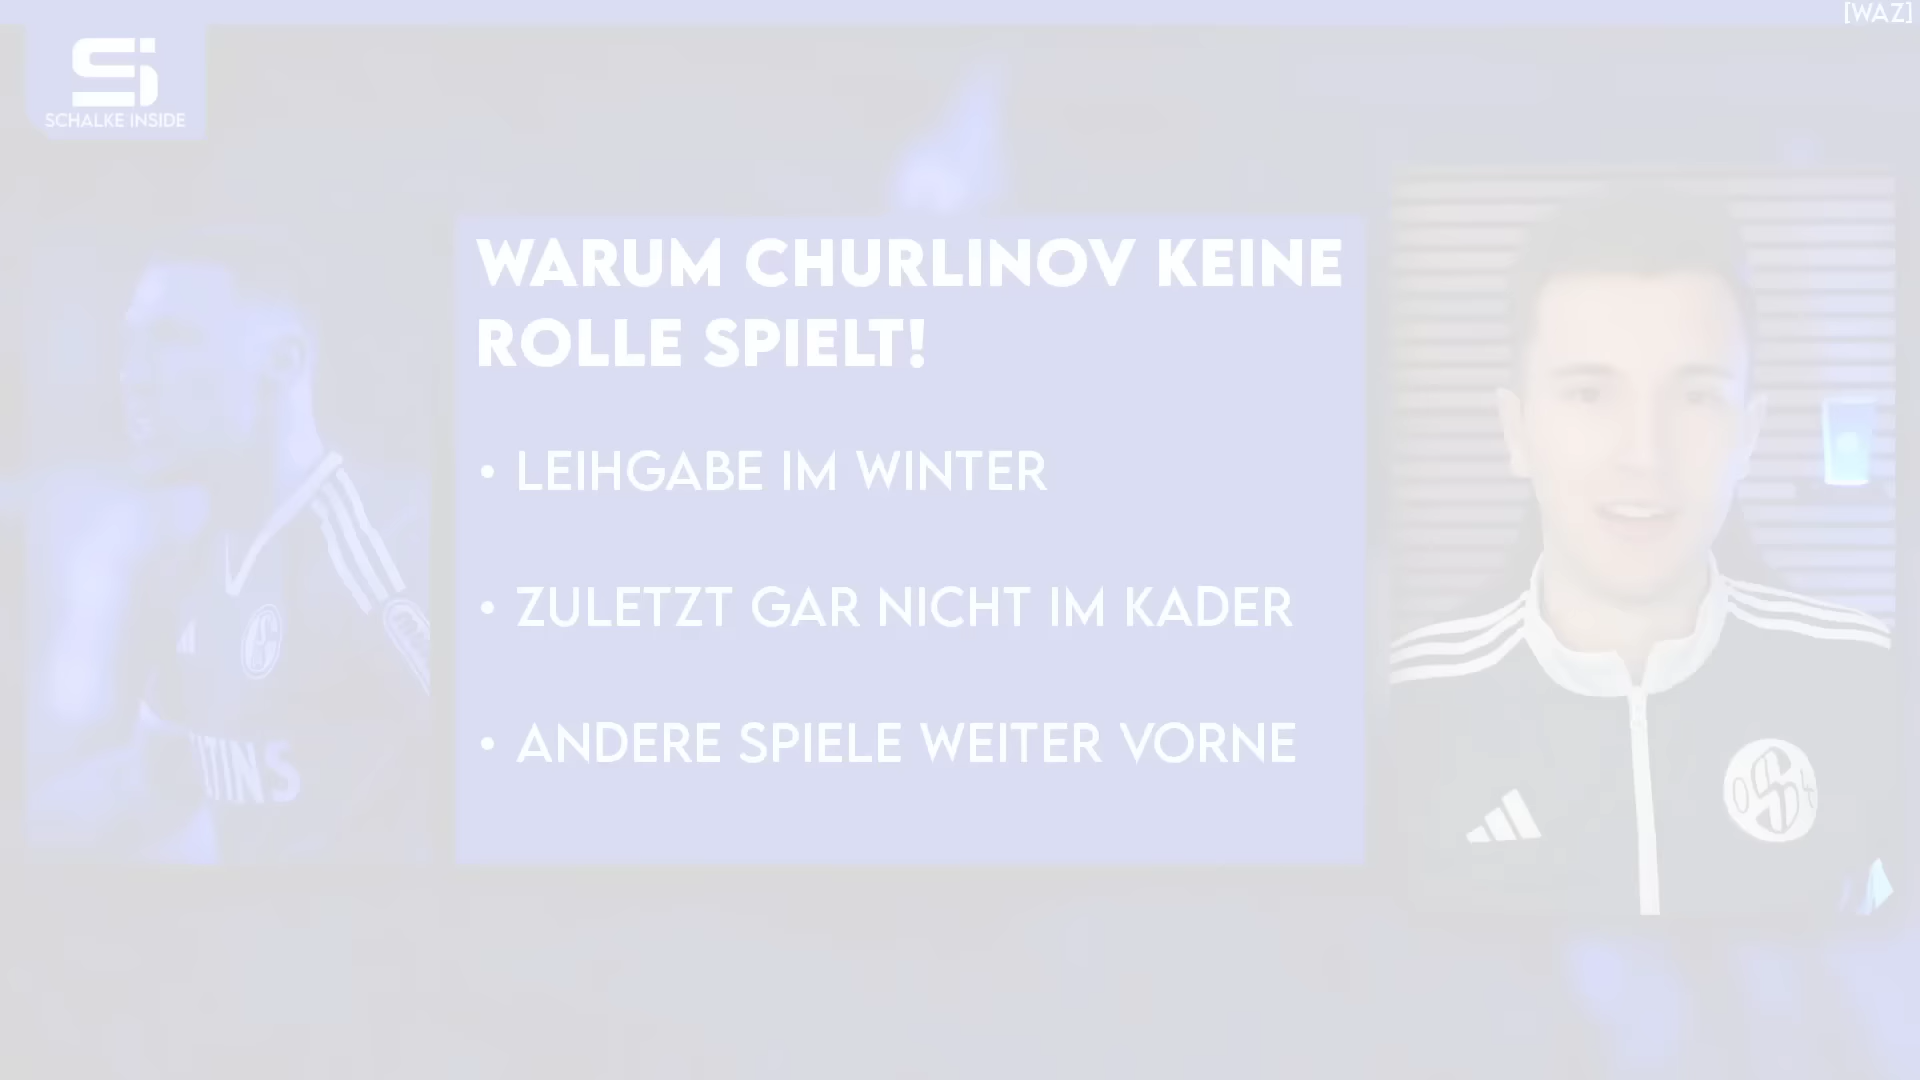 [WAZ]
SCHALKE INSIDE
WARUM CHURLINOV KEINE
ROLLE SPIELT!
• LEIHGABE IM WINTER
• ZULETZT GAR NICHT IM KADER
• ANDERE SPIELE WEITER VORNE
TINS